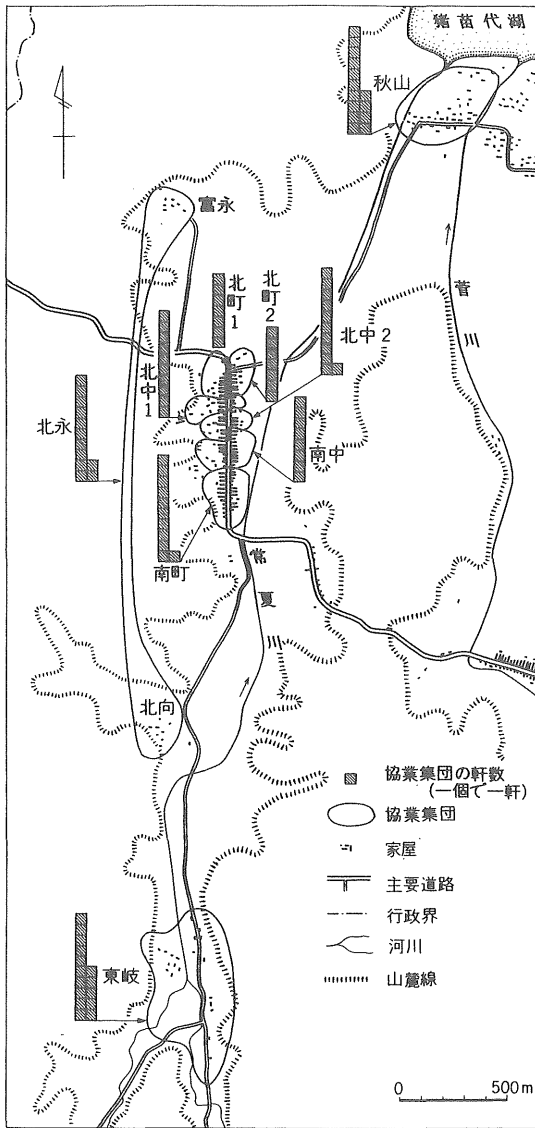 猪苗代湖
秋山
富永
北町1
北町2
北中1
北中2
北永
南中
南町
菅川
常夏川
北向
東岐
協業集団の軒数
(一個で一軒)
協業集団
家屋
主要道路
行政界
河川
山麓線
0 500m